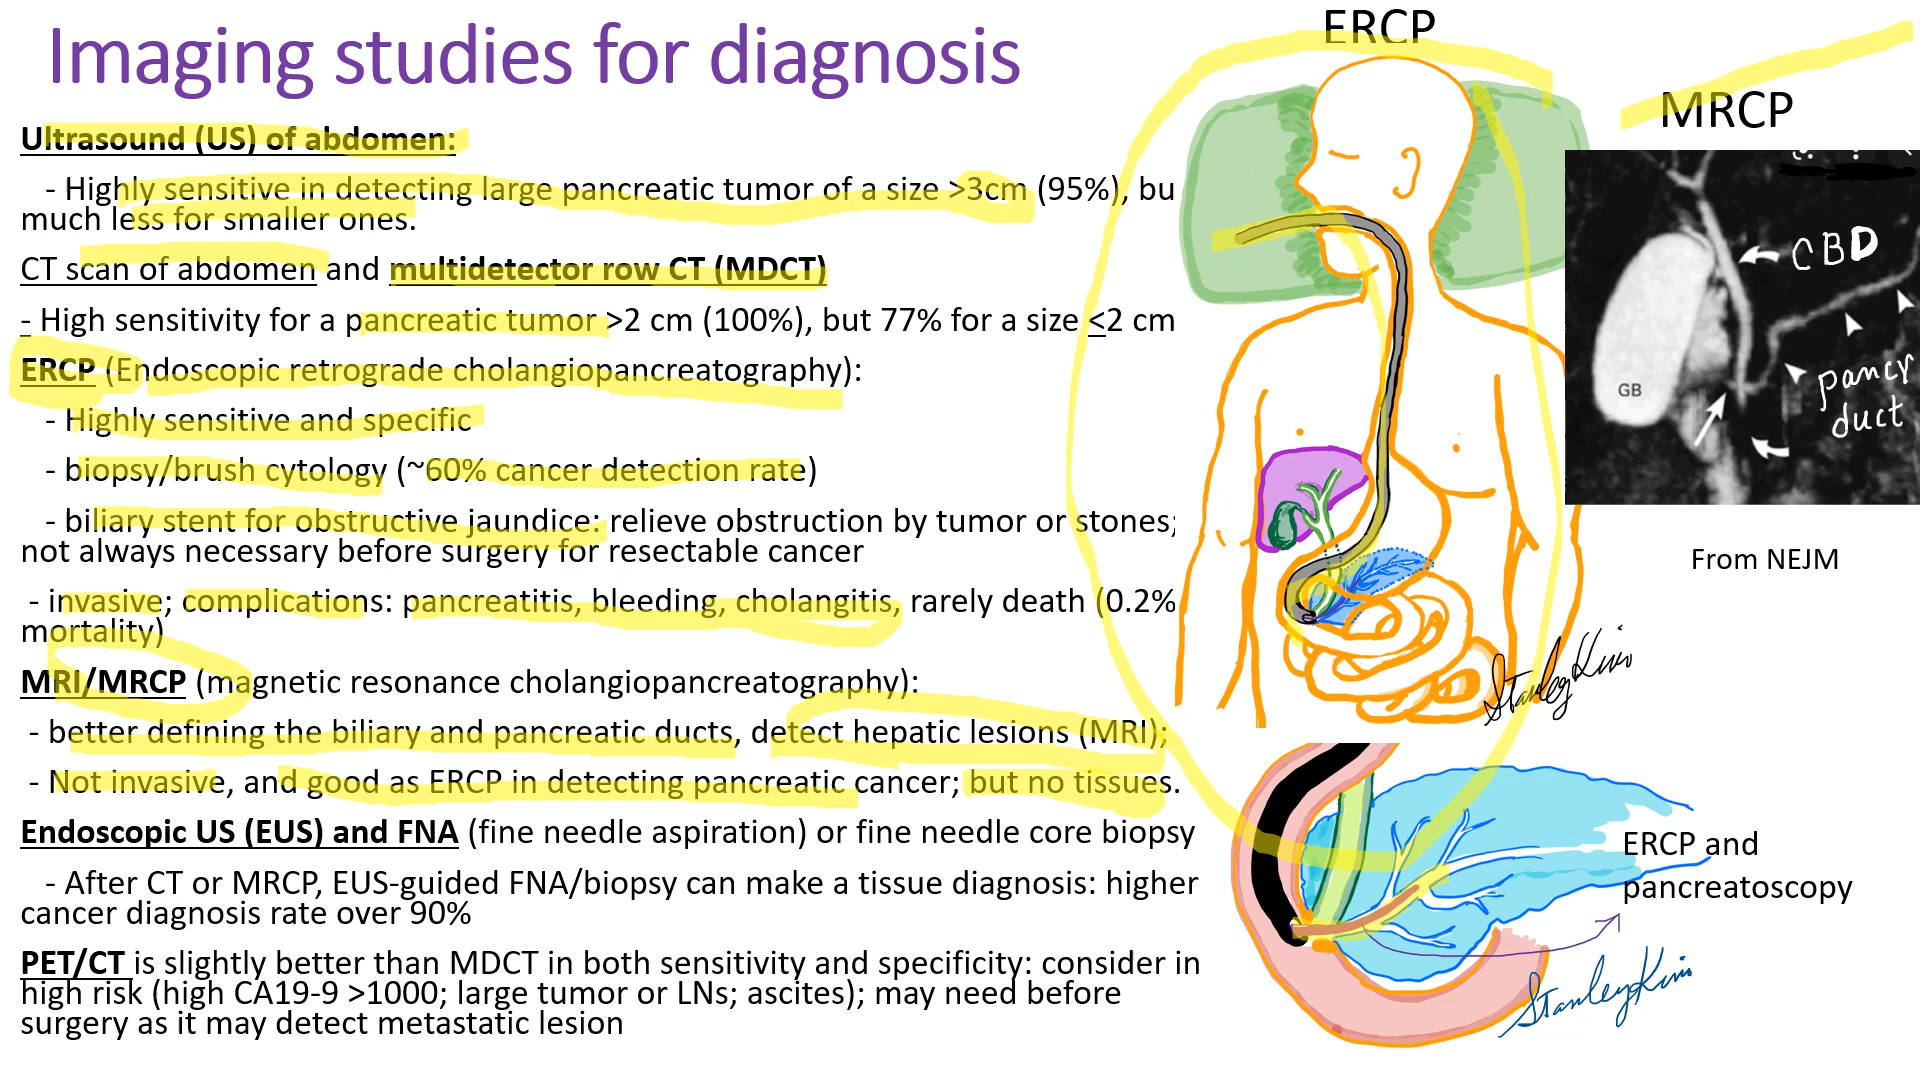 Imaging studies for diagnosis
Ultrasound (US) of abdomen:
- Highly sensitive in detecting large pancreatic tumor of a size >3cm (95%), bu
much less for smaller ones.
CT scan of abdomen and multidetector row CT (MDCT)
- High sensitivity for a pancreatic tumor >2 cm (100%), but 77% for a size <2 cm
ERCP (Endoscopic retrograde cholangiopancreatography):
- Highly sensitive and specific
- biopsy/brush cytology (~60% cancer detection rate)
- biliary stent for obstructive jaundice: relieve obstruction by tumor or stones;
not always necessary before surgery for resectable cancer
- invasive; complications: pancreatitis, bleeding, cholangitis, rarely death (0.2%
mortality)
MRI/MRCP (magnetic resonance cholangiopancreatography):
- better defining the biliary and pancreatic ducts, detect hepatic lesions (MRI);
- Not invasive, and good as ERCP in detecting pancreatic cancer; but no tissues.
Endoscopic US (EUS) and FNA (fine needle aspiration) or fine needle core biopsy
- After CT or MRCP, EUS-guided FNA/biopsy can make a tissue diagnosis: higher
cancer diagnosis rate over 90%
PET/CT is slightly better than MDCT in both sensitivity and specificity: consider in
high risk (high CA19-9 >1000; large tumor or LNs; ascites); may need before
surgery as it may detect metastatic lesion
ERCP
MRCP
CBD
GB
pancr
duct
From NEJM
Stanley Kim
ERCP and
pancreatoscopy
Stanley Kim